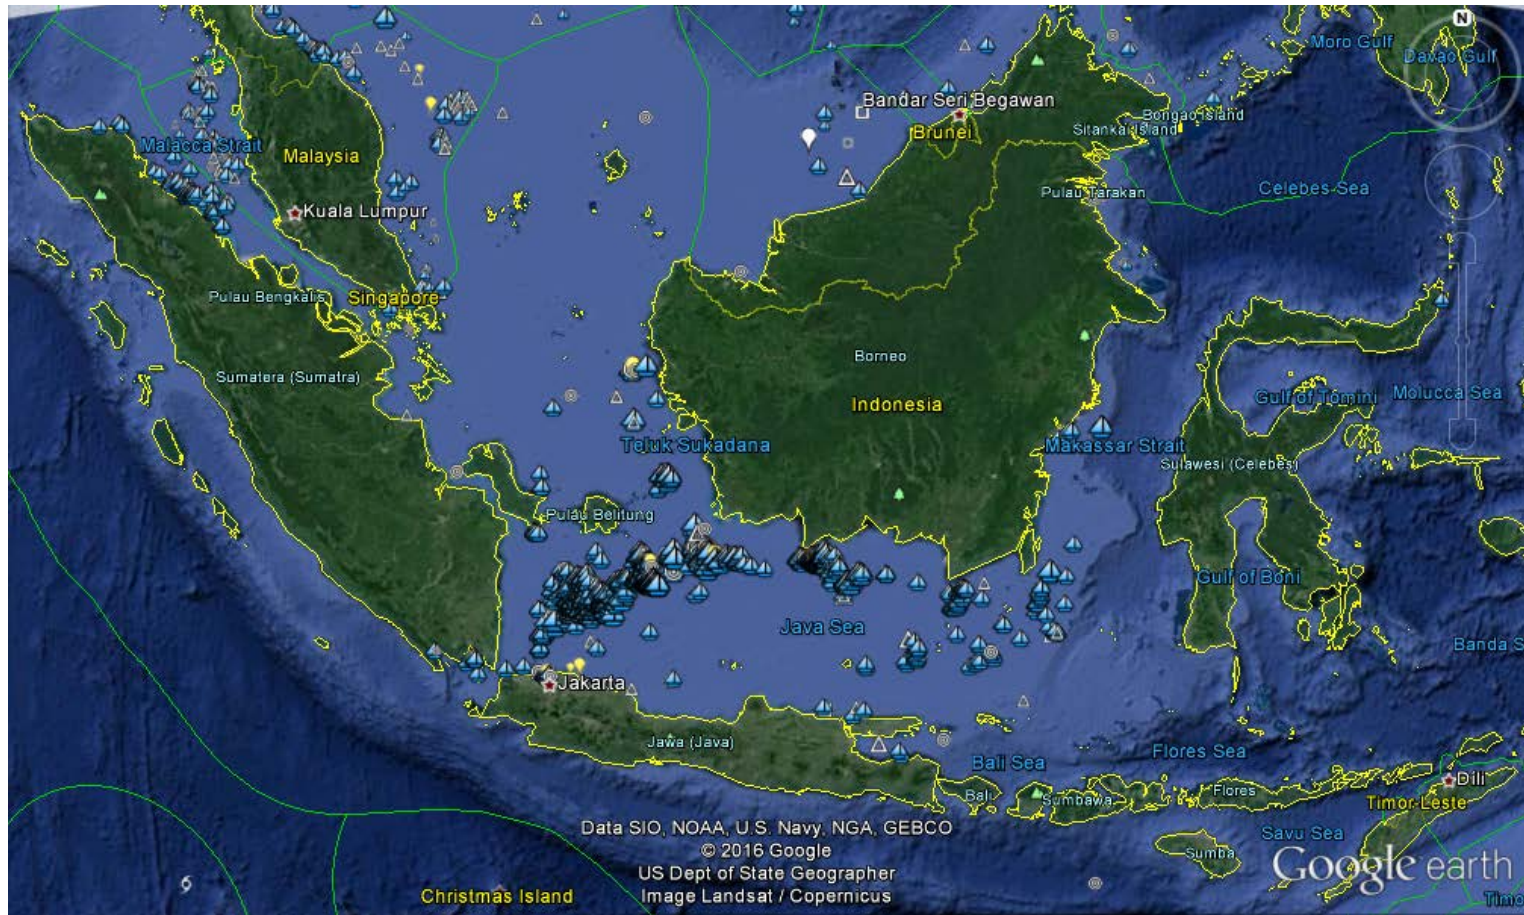 N
Moro Gulf
Davao Gulf
Bandar Seri Begawan
Bongao Island
Sitankai Island
Brunei
Malacca Strait
Malaysia
Celebes Sea
Pulau Tarakan
Kuala Lumpur
Pulau Bengkalis
Singapore
Borneo
Sumatera (Sumatra)
Gulf of Tomini
Molucca Sea
Indonesia
Teluk Sukadana
Makassar Strait
Sulawesi (Celebes)
Pulau Belitung
Gulf of Boni
Java Sea
Banda S
Jakarta
Jawa (Java)
Flores Sea
Bali Sea
Dili
Bali
Sumbawa
Flores
Timor-Leste
Savu Sea
Sumba
Data SIO, NOAA, U.S. Navy, NGA, GEBCO
© 2016 Google
US Dept of State Geographer
Image Landsat / Copernicus
Google earth
Christmas Island
Timo